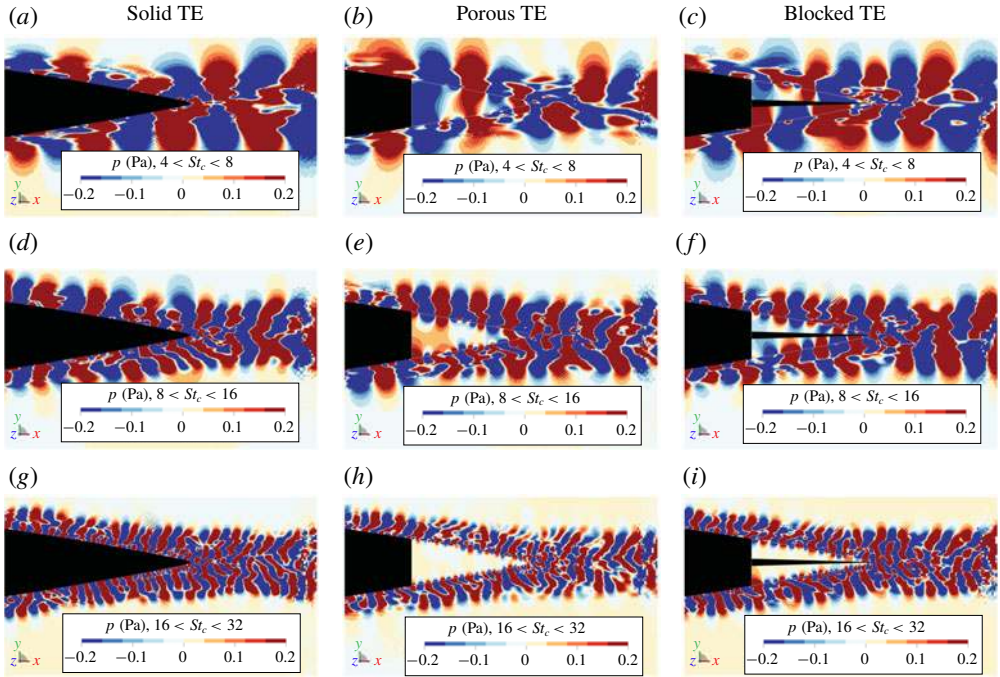 (a) Solid TE (b) Porous TE (c) Blocked TE
p (Pa), 4 < St_c < 8
−0.2 −0.1 0 0.1 0.2
y
z x
p (Pa), 4 < St_c < 8
−0.2 −0.1 0 0.1 0.2
y
z x
p (Pa), 4 < St_c < 8
−0.2 −0.1 0 0.1 0.2
y
z x
(d) (e) (f)
p (Pa), 8 < St_c < 16
−0.2 −0.1 0 0.1 0.2
y
z x
p (Pa), 8 < St_c < 16
−0.2 −0.1 0 0.1 0.2
y
z x
p (Pa), 8 < St_c < 16
−0.2 −0.1 0 0.1 0.2
y
z x
(g) (h) (i)
p (Pa), 16 < St_c < 32
−0.2 −0.1 0 0.1 0.2
y
z x
p (Pa), 16 < St_c < 32
−0.2 −0.1 0 0.1 0.2
y
z x
p (Pa), 16 < St_c < 32
−0.2 −0.1 0 0.1 0.2
y
z x